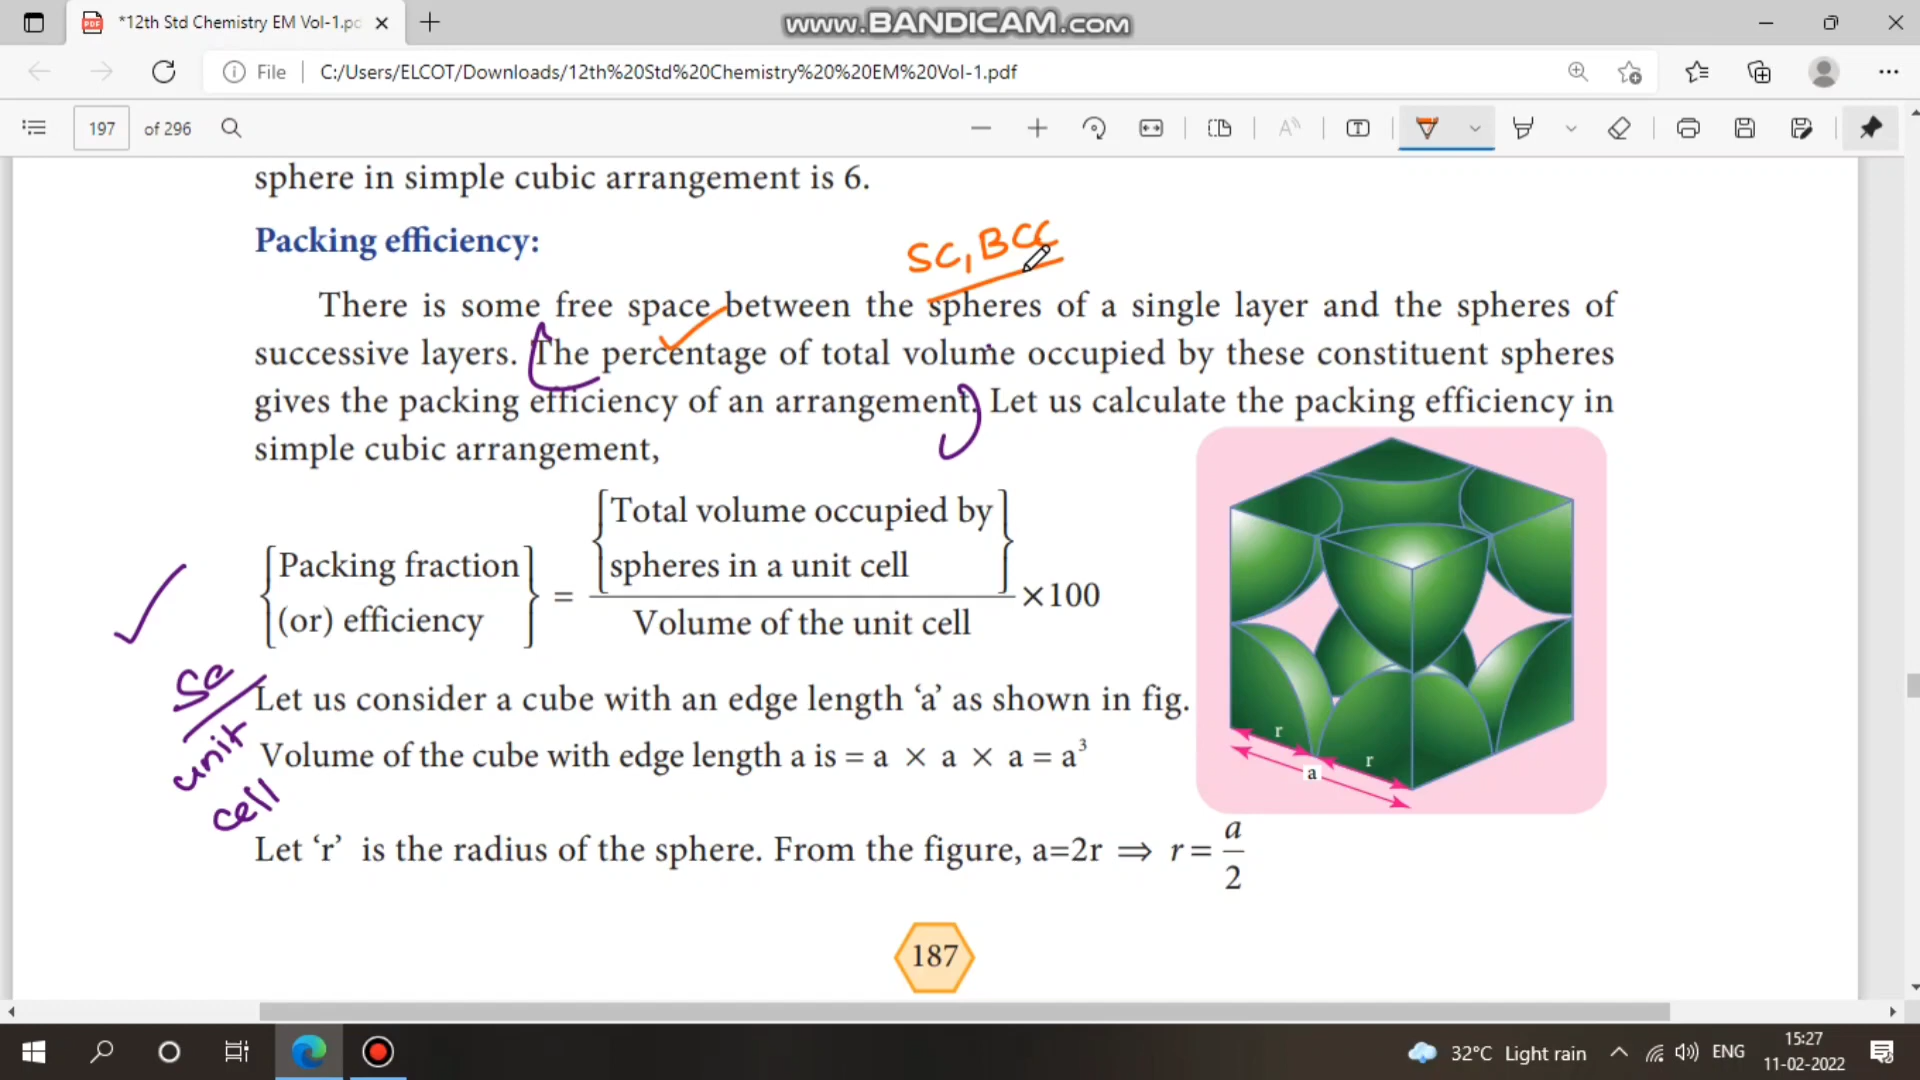 *12th Std Chemistry EM Vol-1.pd
www.BANDICAM.com
File
C:/Users/ELCOT/Downloads/12th%20Std%20Chemistry%20%20EM%20Vol-1.pdf
197 of 296
sphere in simple cubic arrangement is 6.
Packing efficiency:
SC, BCC
There is some free space between the spheres of a single layer and the spheres of
successive layers. The percentage of total volume occupied by these constituent spheres
gives the packing efficiency of an arrangement. Let us calculate the packing efficiency in
simple cubic arrangement,
{Packing fraction (or) efficiency} = {Total volume occupied by spheres in a unit cell} / Volume of the unit cell ×100
SC
unit
cell
Let us consider a cube with an edge length ‘a’ as shown in fig.
Volume of the cube with edge length a is = a × a × a = a³
r
r
a
Let ‘r’ is the radius of the sphere. From the figure, a=2r ⟹ r = a/2
187
32°C Light rain
ENG
15:27
11-02-2022